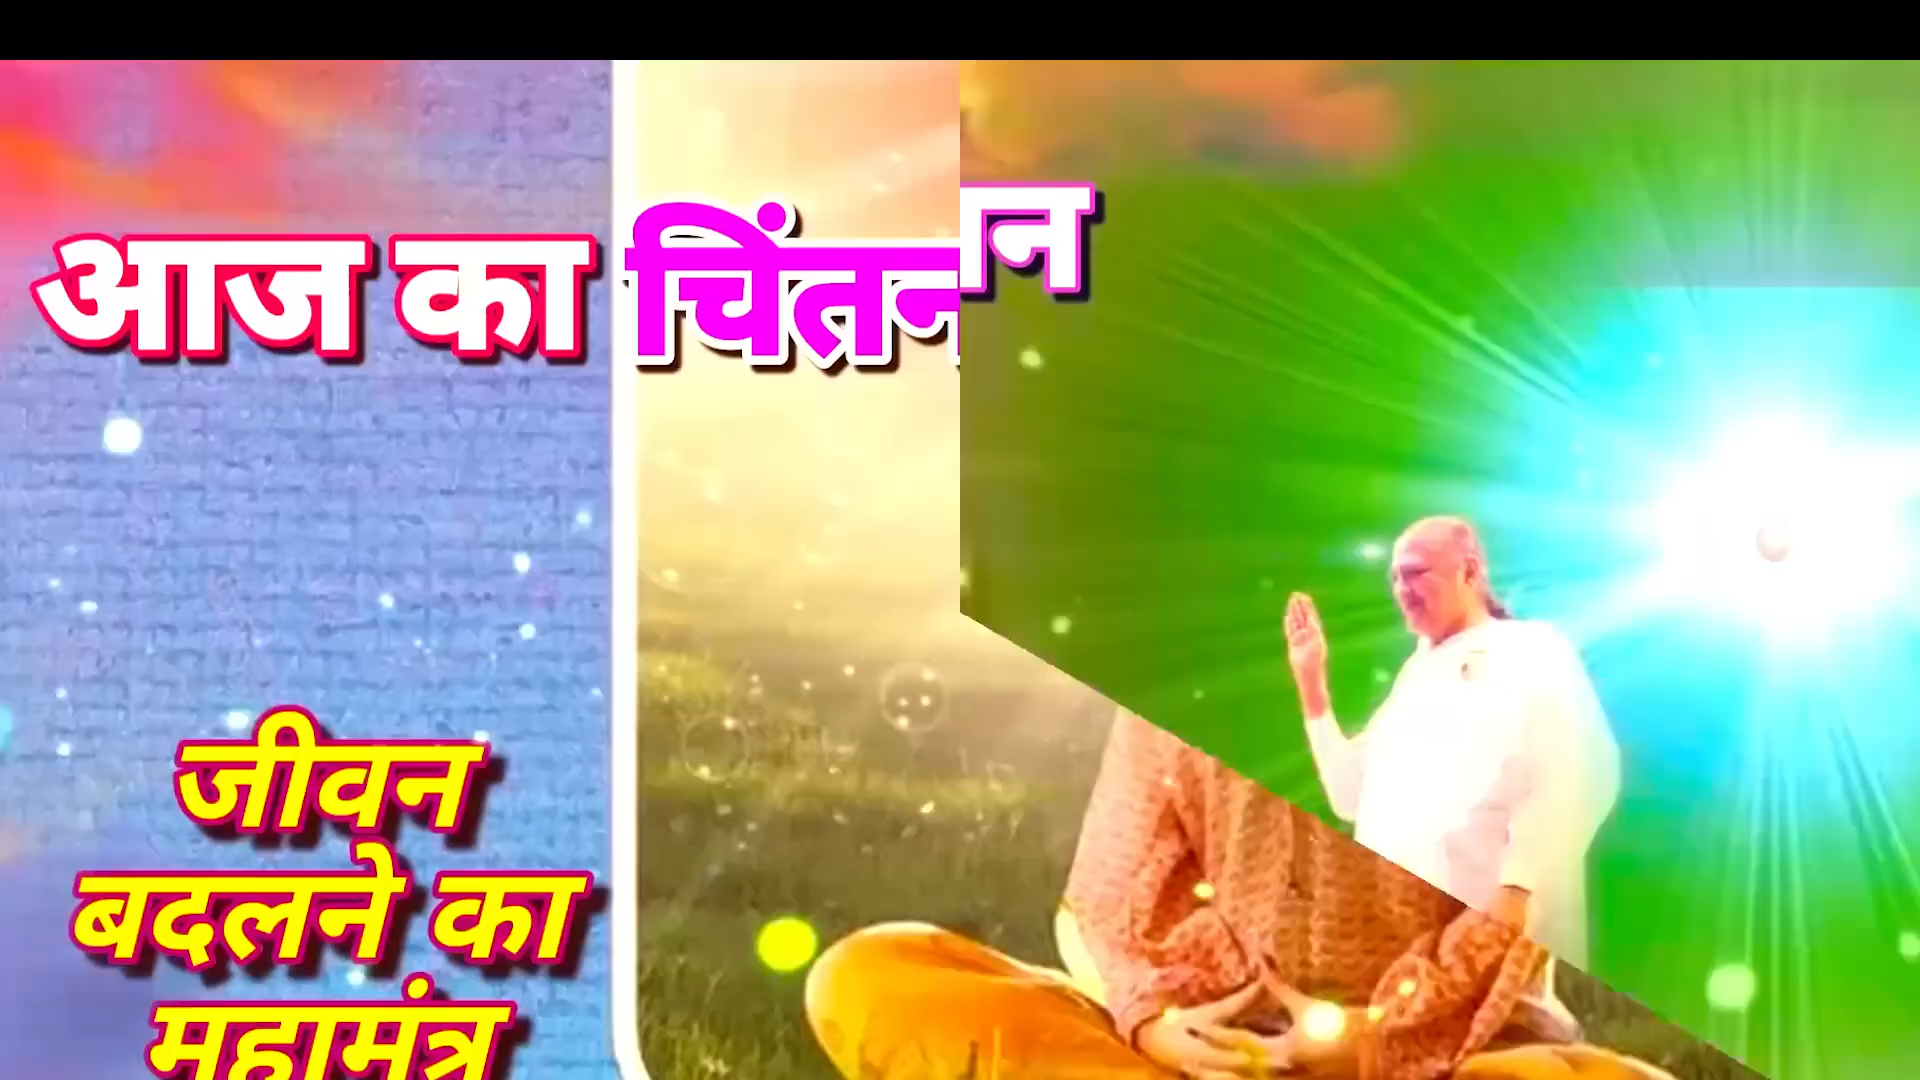 आज का चिंतन
जीवन
बदलने का
महामंत्र